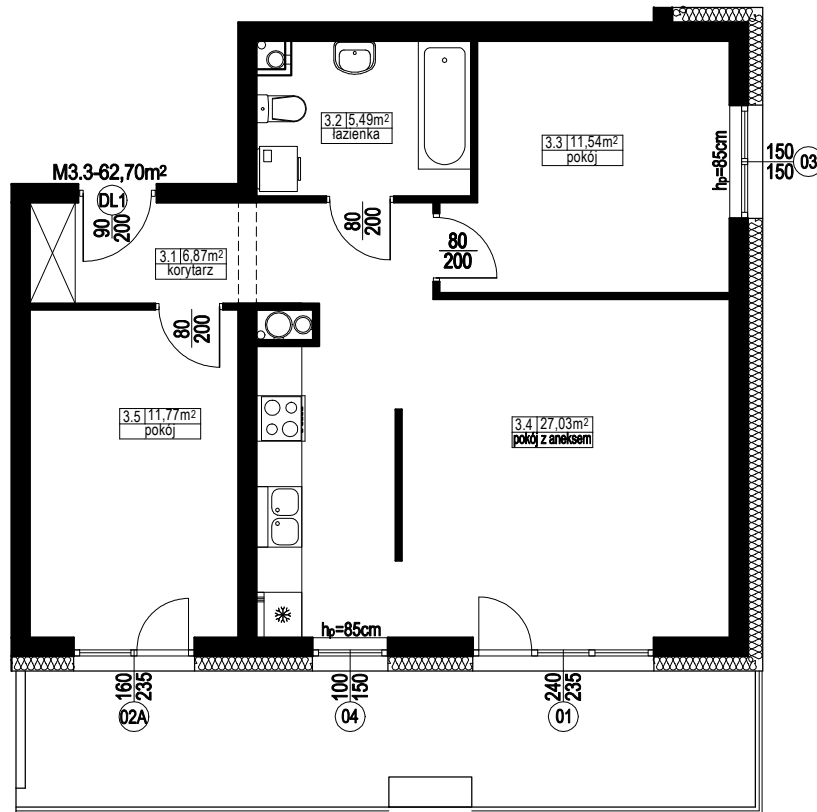 3.2 5,49m²
łazienka
3.3 11,54m²
pokój
hp=85cm
150
150
03
M3.3-62,70m²
DL1
90
200
80
200
80
200
3.1 6,87m²
korytarz
80
200
3.5 11,77m²
pokój
3.4 27,03m²
pokój z aneksem
hp=85cm
160
235
02A
100
150
04
240
235
01